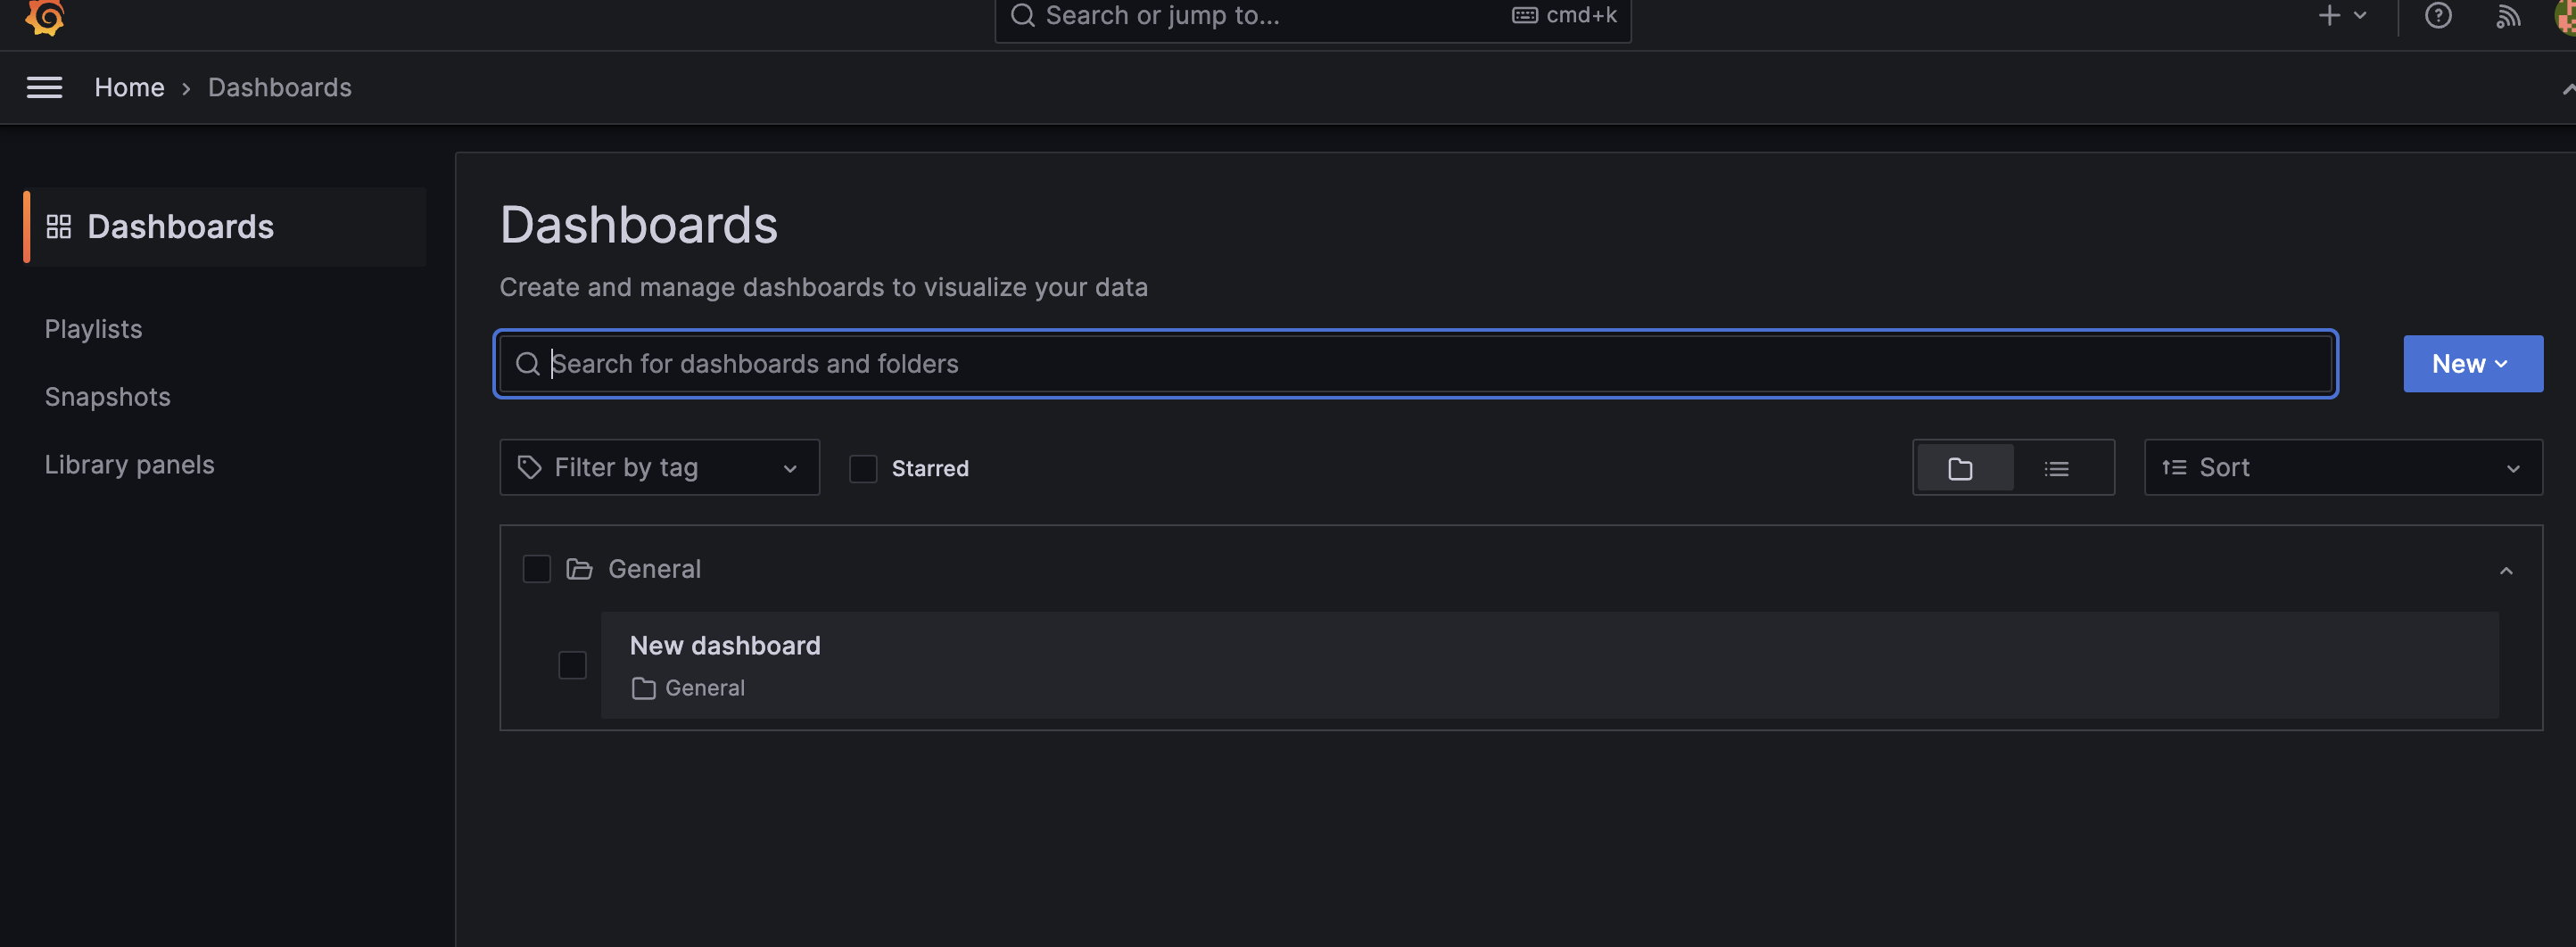 Search or jump to... cmd+k
Home › Dashboards
Dashboards
Playlists
Snapshots
Library panels
Dashboards
Create and manage dashboards to visualize your data
Search for dashboards and folders
New
Filter by tag
Starred
Sort
General
New dashboard
General